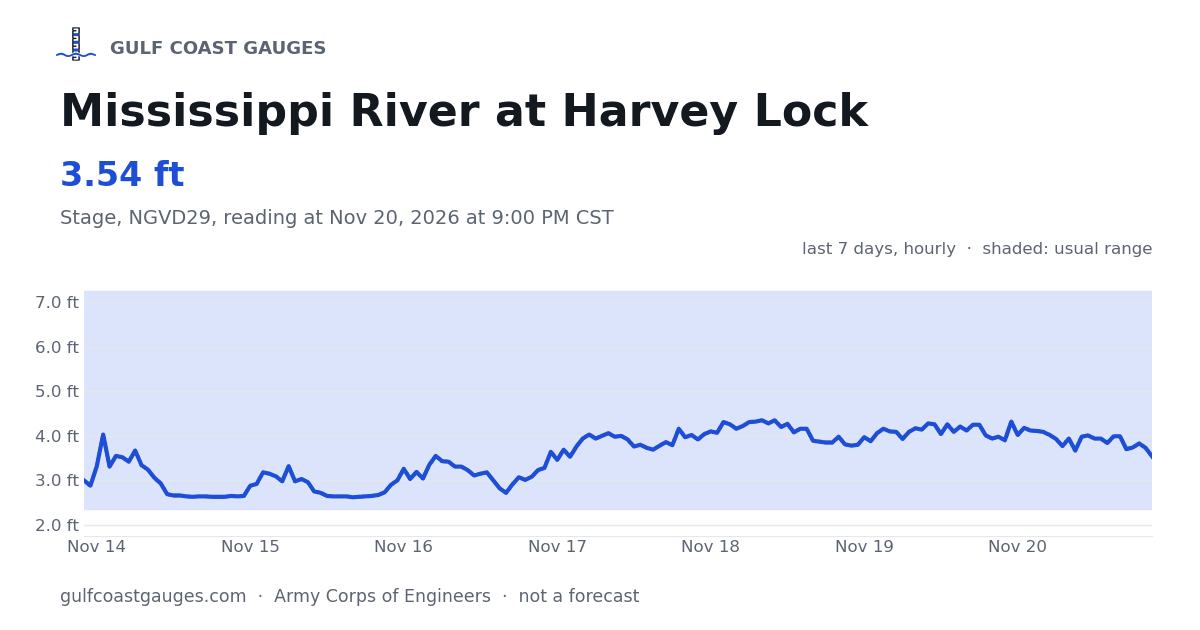 GULF COAST GAUGES
Mississippi River at Harvey Lock
3.54 ft
Stage, NGVD29, reading at Nov 20, 2026 at 9:00 PM CST
last 7 days, hourly · shaded: usual range
7.0 ft
6.0 ft
5.0 ft
4.0 ft
3.0 ft
2.0 ft
Nov 14 Nov 15 Nov 16 Nov 17 Nov 18 Nov 19 Nov 20
gulfcoastgauges.com · Army Corps of Engineers · not a forecast